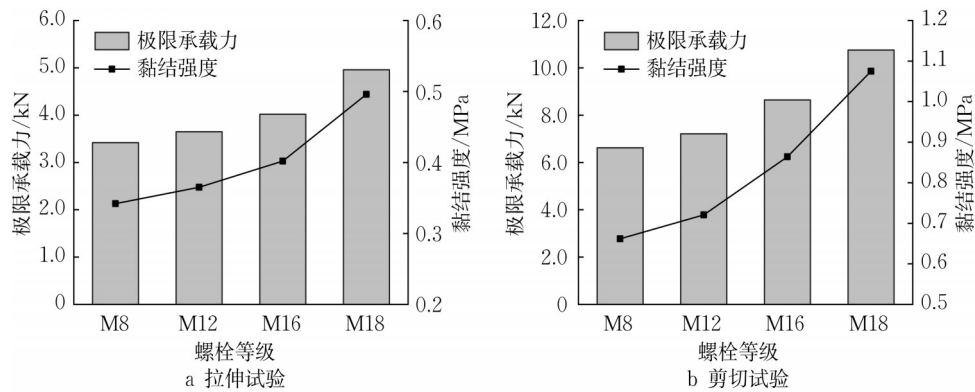 极限承载力/kN
6.0
5.0
4.0
3.0
2.0
1.0
0
极限承载力
黏结强度
0.6
0.5
0.4
0.3
0.2
黏结强度/MPa
M8 M12 M16 M18
螺栓等级
a 拉伸试验
极限承载力/kN
12.0
10.0
8.0
6.0
4.0
2.0
0
极限承载力
黏结强度
1.2
1.1
1.0
0.9
0.8
0.7
0.6
0.5
黏结强度/MPa
M8 M12 M16 M18
螺栓等级
b 剪切试验